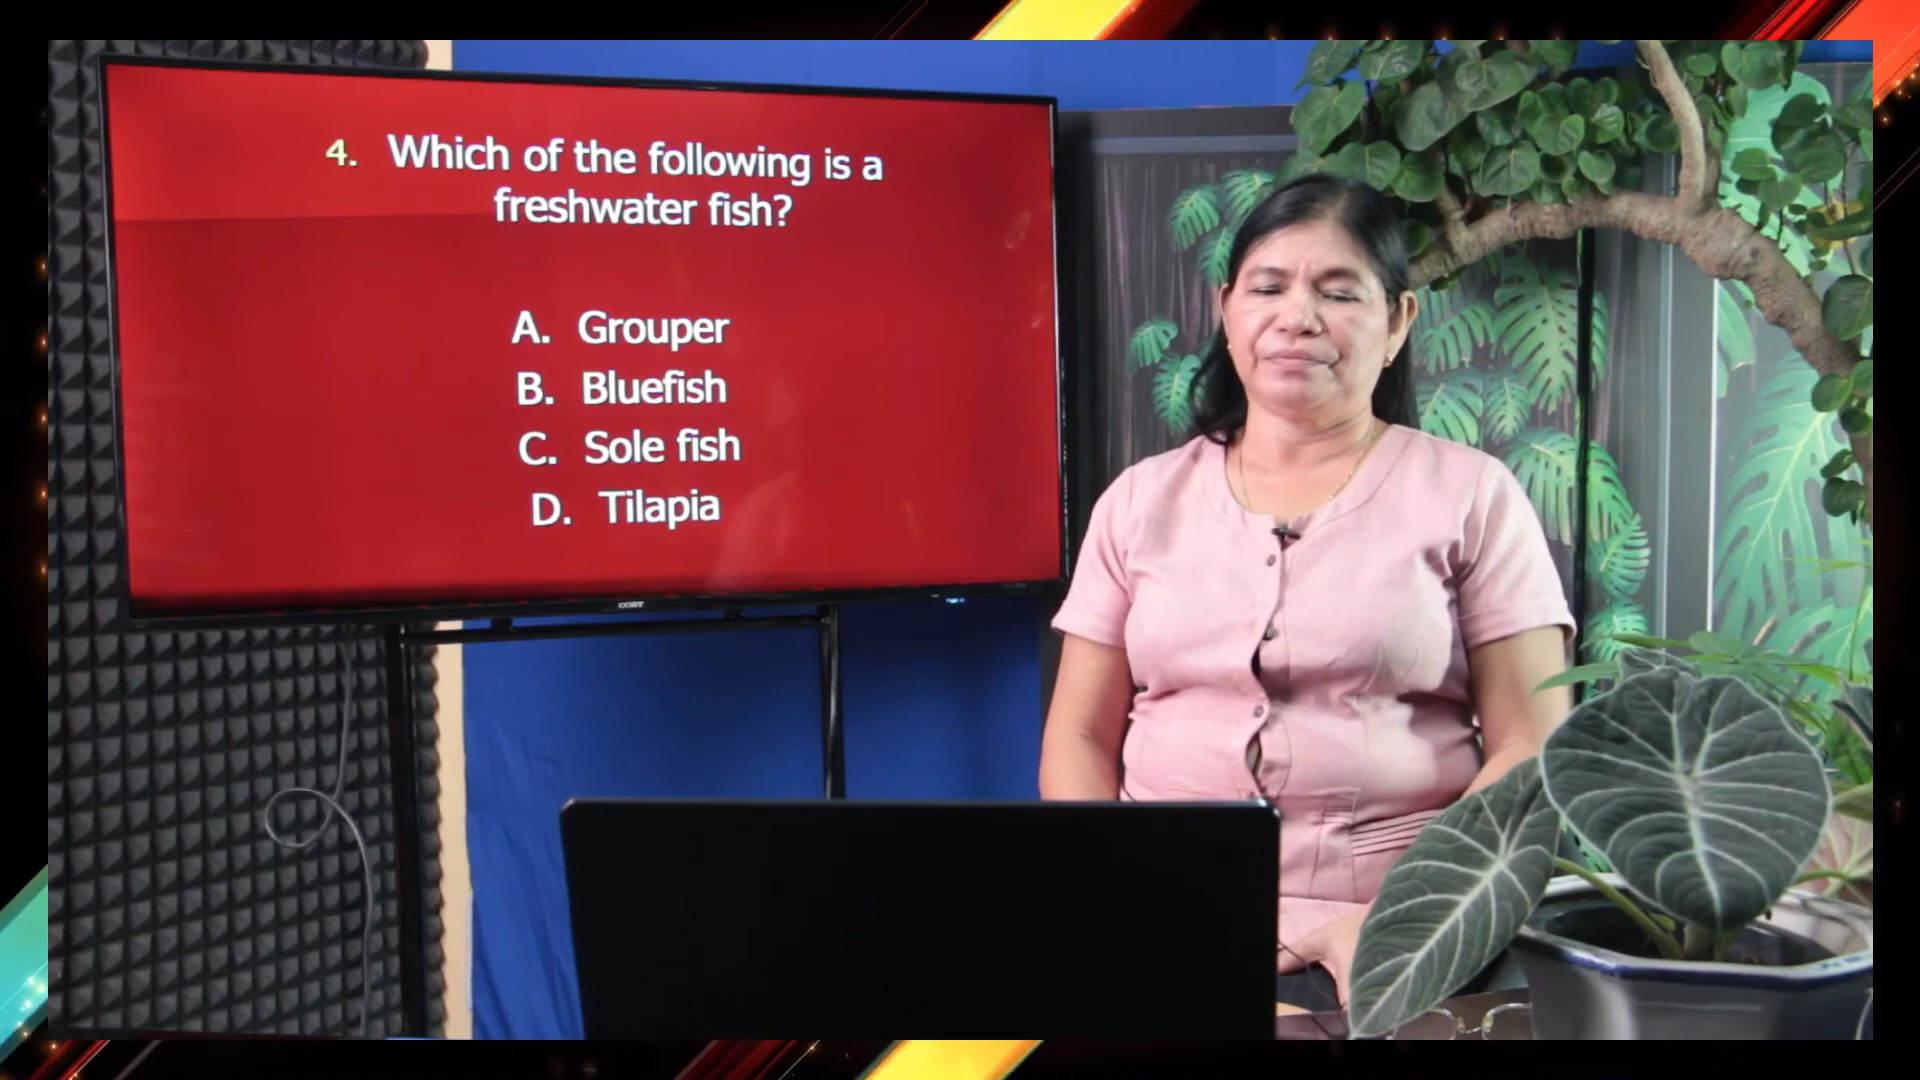 4. Which of the following is a
freshwater fish?
A. Grouper
B. Bluefish
C. Sole fish
D. Tilapia